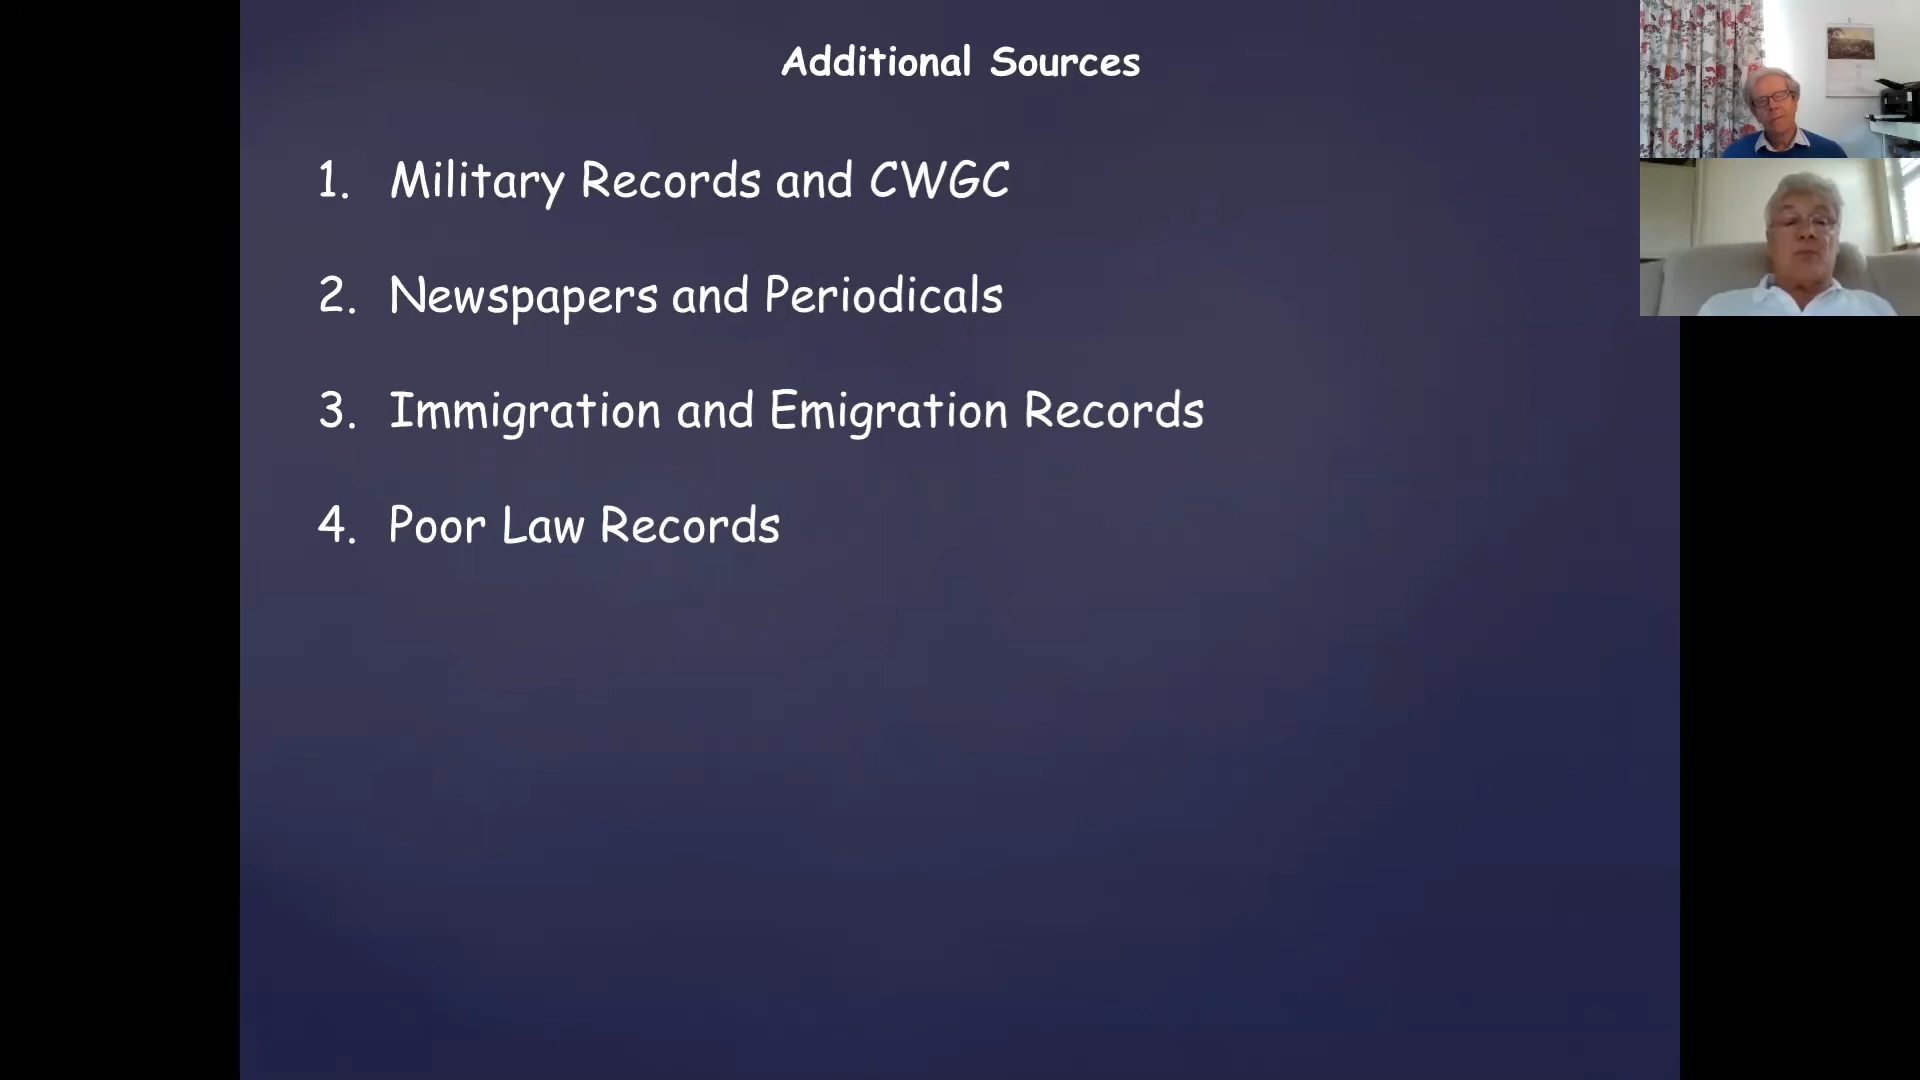 Additional Sources
1. Military Records and CWGC
2. Newspapers and Periodicals
3. Immigration and Emigration Records
4. Poor Law Records